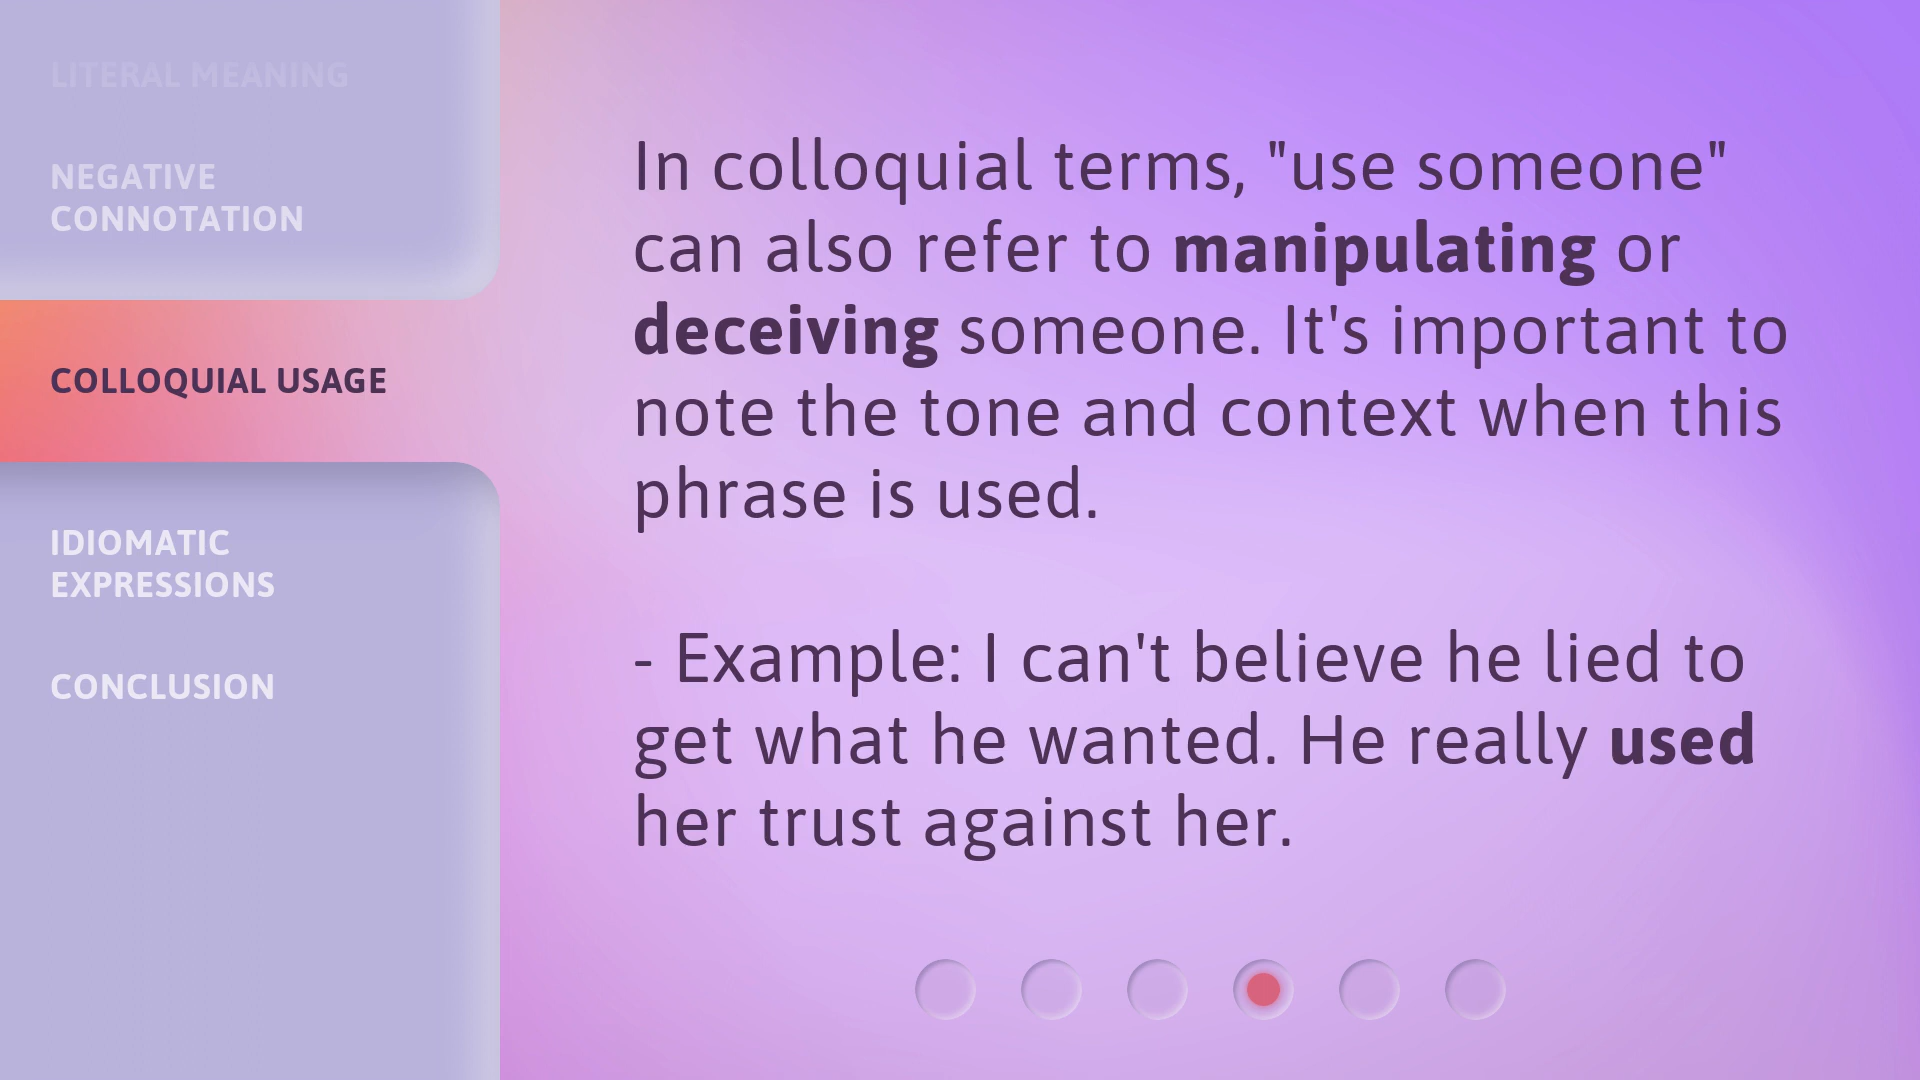 LITERAL MEANING
NEGATIVE
CONNOTATION
COLLOQUIAL USAGE
IDIOMATIC
EXPRESSIONS
CONCLUSION
In colloquial terms, "use someone"
can also refer to manipulating or
deceiving someone. It's important to
note the tone and context when this
phrase is used.
- Example: I can't believe he lied to
get what he wanted. He really used
her trust against her.